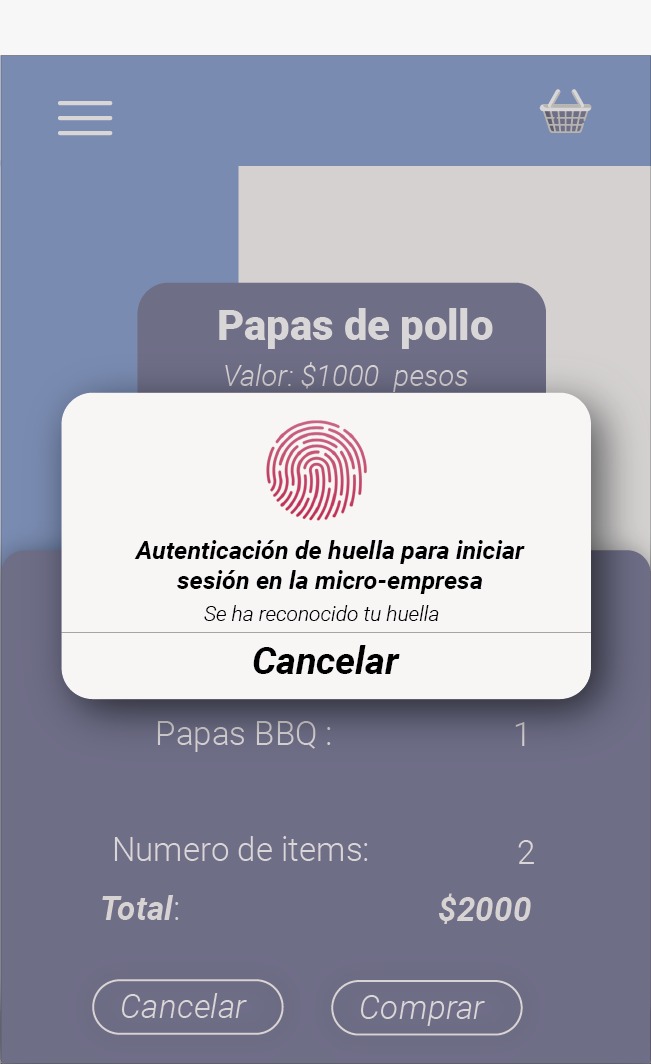 Papas de pollo
Valor: $1000 pesos
Autenticación de huella para iniciar
sesión en la micro-empresa
Se ha reconocido tu huella
Cancelar
Papas BBQ : 1
Numero de items: 2
Total: $2000
Cancelar Comprar